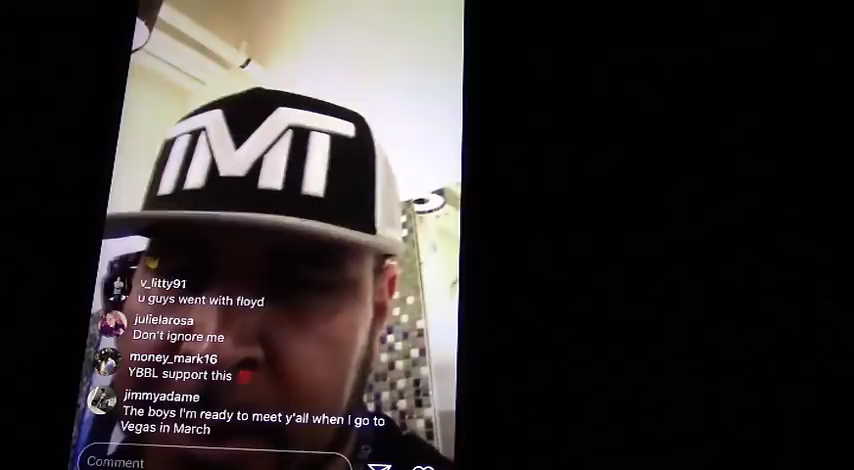 TMT
v_litty91
u guys went with floyd
julielarosa
Don't ignore me
money_mark16
YBBL support this
jimmyadame
The boys I'm ready to meet y'all when I go to
Vegas in March
Comment